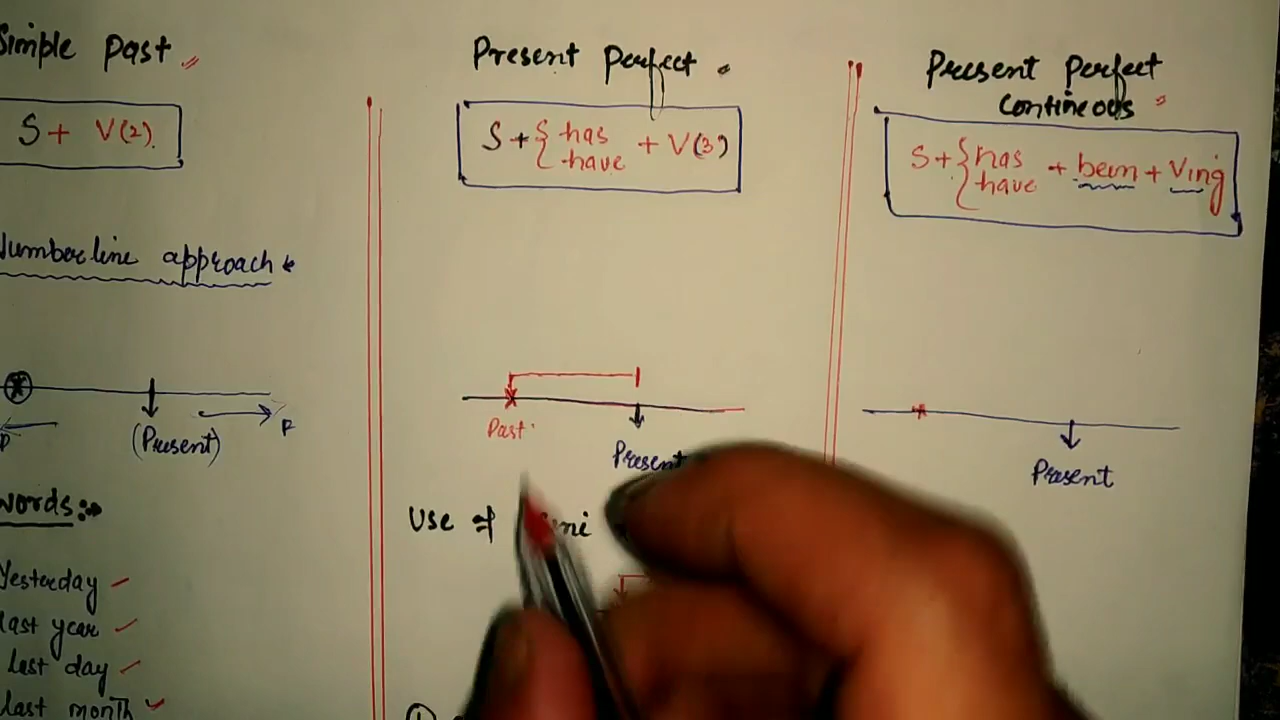 Simple Past
S + V(2).
Numberline approach
P
(Present)
F
words:
Yesterday
last year
last day
last month
Present perfect
S + { has have + V(3)
Past
Present
Use of
Present perfect
Contineous
S + { has have + been + Ving
Present